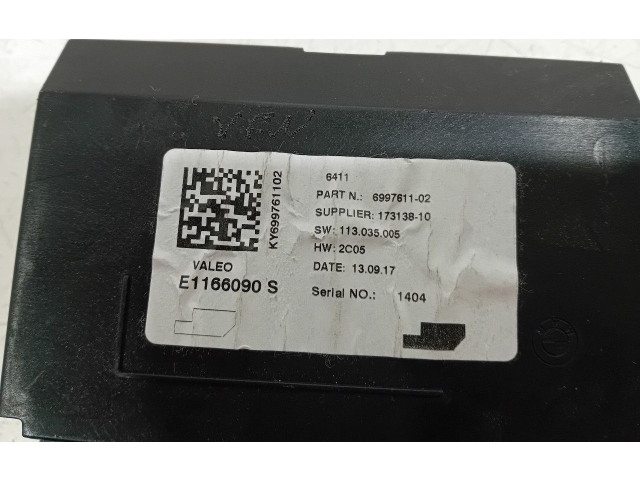 6411
PART N.: 6997611-02
SUPPLIER: 173138-10
SW: 113.035.005
HW: 2C05
DATE: 13.09.17
Serial NO.: 1404
KY699761102
VALEO
E1166090 S